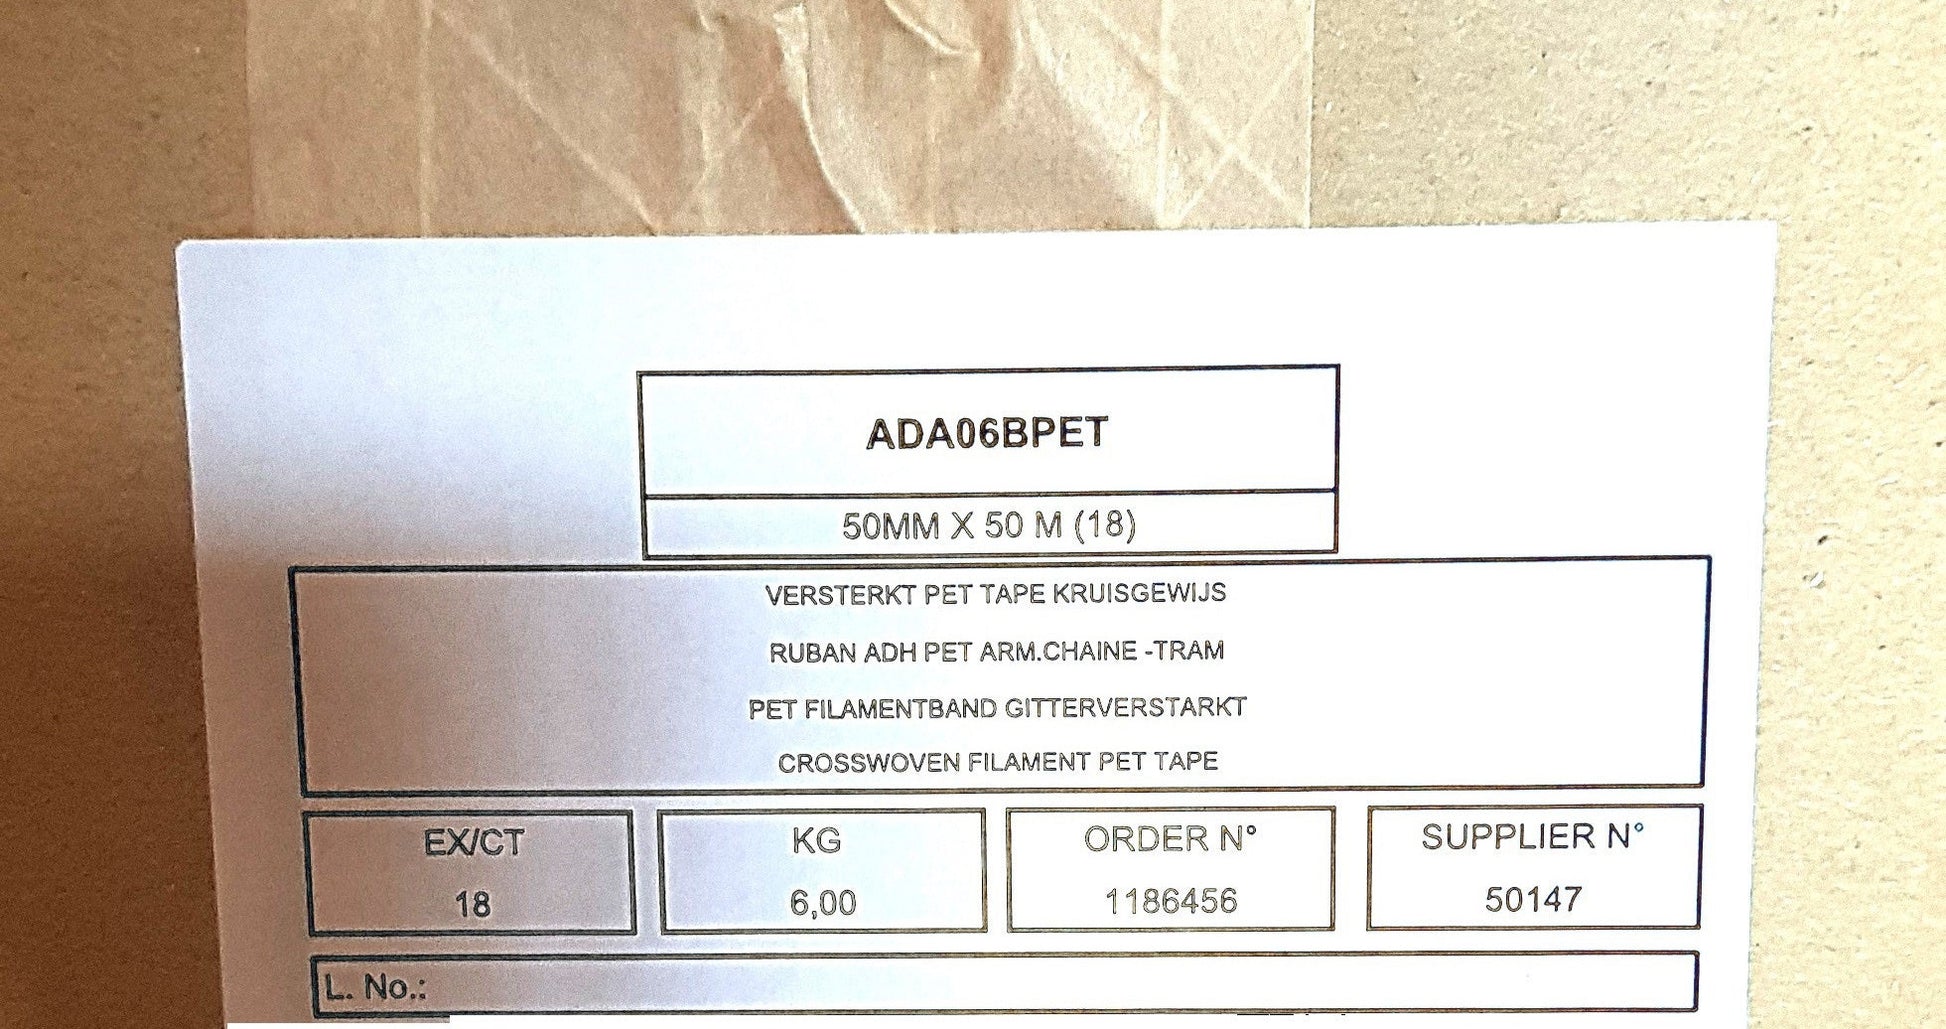 ADA06BPET
50MM X 50 M (18)
VERSTERKT PET TAPE KRUISGEWIJS
RUBAN ADH PET ARM.CHAINE -TRAM
PET FILAMENTBAND GITTERVERSTARKT
CROSSWOVEN FILAMENT PET TAPE
EX/CT KG ORDER N° SUPPLIER N°
18 6,00 1186456 50147
L. No.: